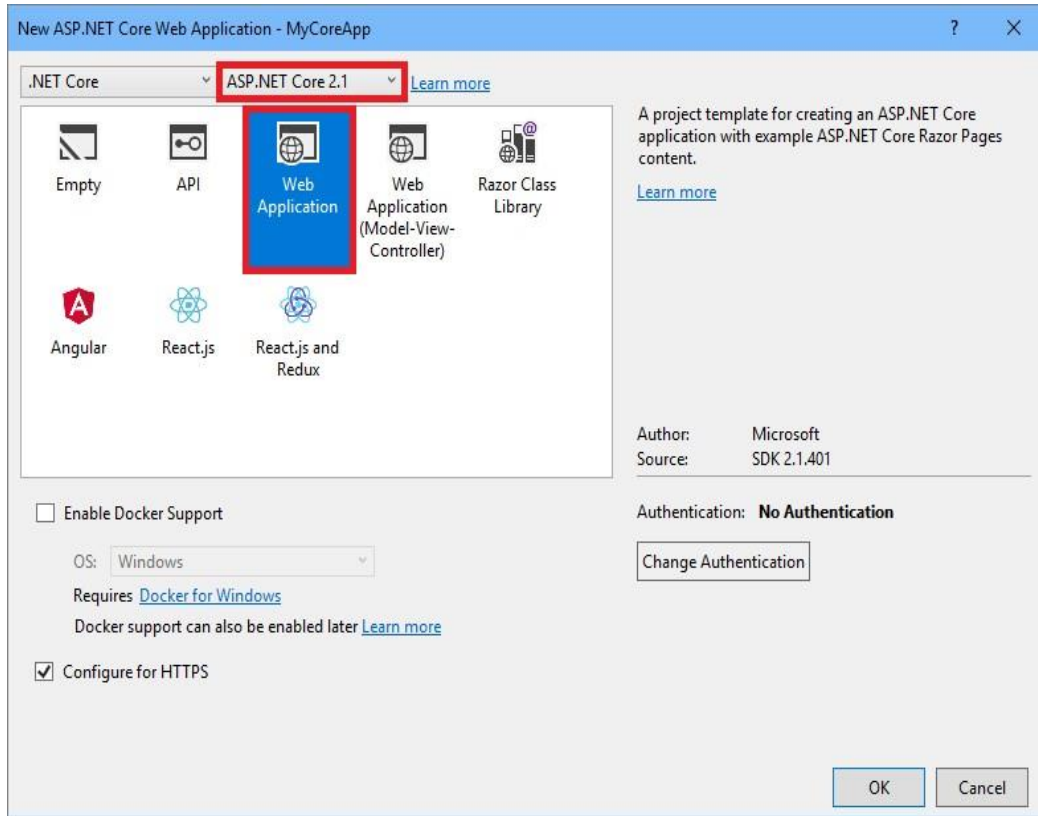 New ASP.NET Core Web Application - MyCoreApp
?
.NET Core
ASP.NET Core 2.1
Learn more
Empty
API
Web
Application
Web
Application
(Model-View-
Controller)
Razor Class
Library
Angular
React.js
React.js and
Redux
A project template for creating an ASP.NET Core
application with example ASP.NET Core Razor Pages
content.
Learn more
Author: Microsoft
Source: SDK 2.1.401
Enable Docker Support
OS: Windows
Requires Docker for Windows
Docker support can also be enabled later Learn more
Configure for HTTPS
Authentication: No Authentication
Change Authentication
OK
Cancel